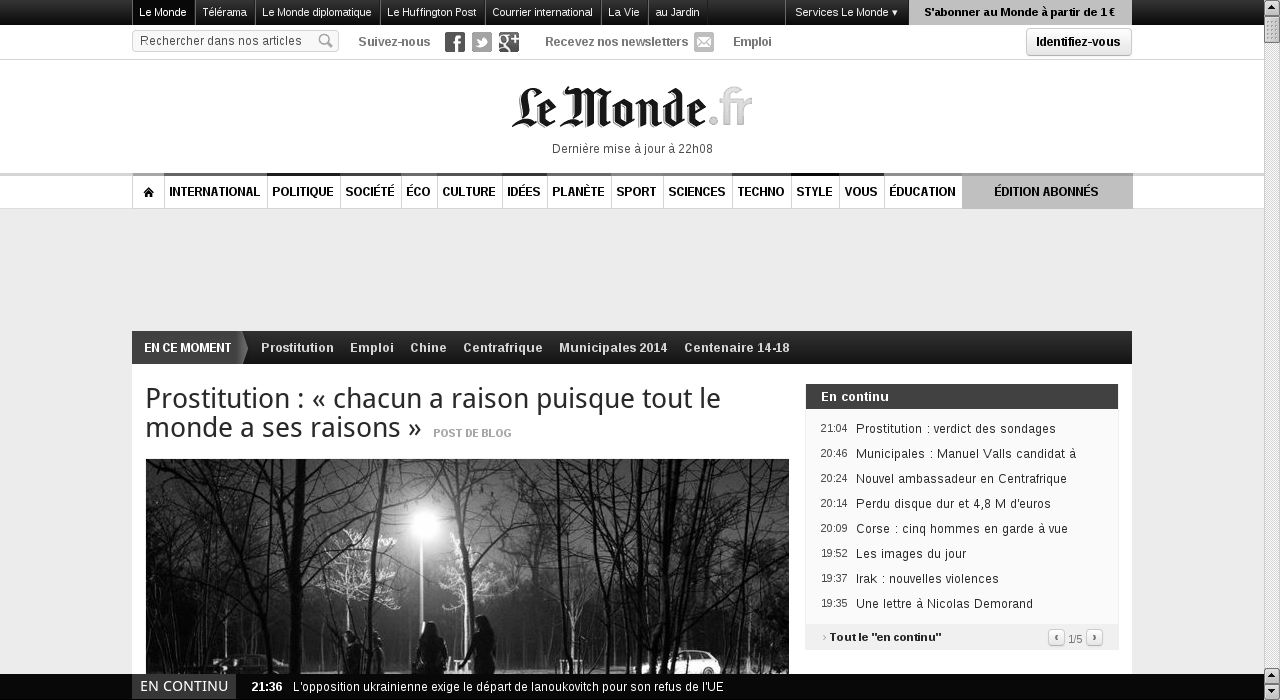 Le Monde Télérama Le Monde diplomatique Le Huffington Post Courrier international La Vie au Jardin Services Le Monde ▾ S'abonner au Monde à partir de 1 €
Rechercher dans nos articles Suivez-nous Recevez nos newsletters Emploi Identifiez-vous
Le Monde.fr
Dernière mise à jour à 22h08
INTERNATIONAL POLITIQUE SOCIÉTÉ ÉCO CULTURE IDÉES PLANÈTE SPORT SCIENCES TECHNO STYLE VOUS ÉDUCATION ÉDITION ABONNÉS
EN CE MOMENT Prostitution Emploi Chine Centrafrique Municipales 2014 Centenaire 14-18
Prostitution : « chacun a raison puisque tout le
monde a ses raisons » POST DE BLOG
En continu
21:04 Prostitution : verdict des sondages
20:46 Municipales : Manuel Valls candidat à
20:24 Nouvel ambassadeur en Centrafrique
20:14 Perdu disque dur et 4,8 M d'euros
20:09 Corse : cinq hommes en garde à vue
19:52 Les images du jour
19:37 Irak : nouvelles violences
19:35 Une lettre à Nicolas Demorand
› Tout le "en continu" ‹ 1/5 ›
EN CONTINU 21:36 L'opposition ukrainienne exige le départ de Ianoukovitch pour son refus de l'UE